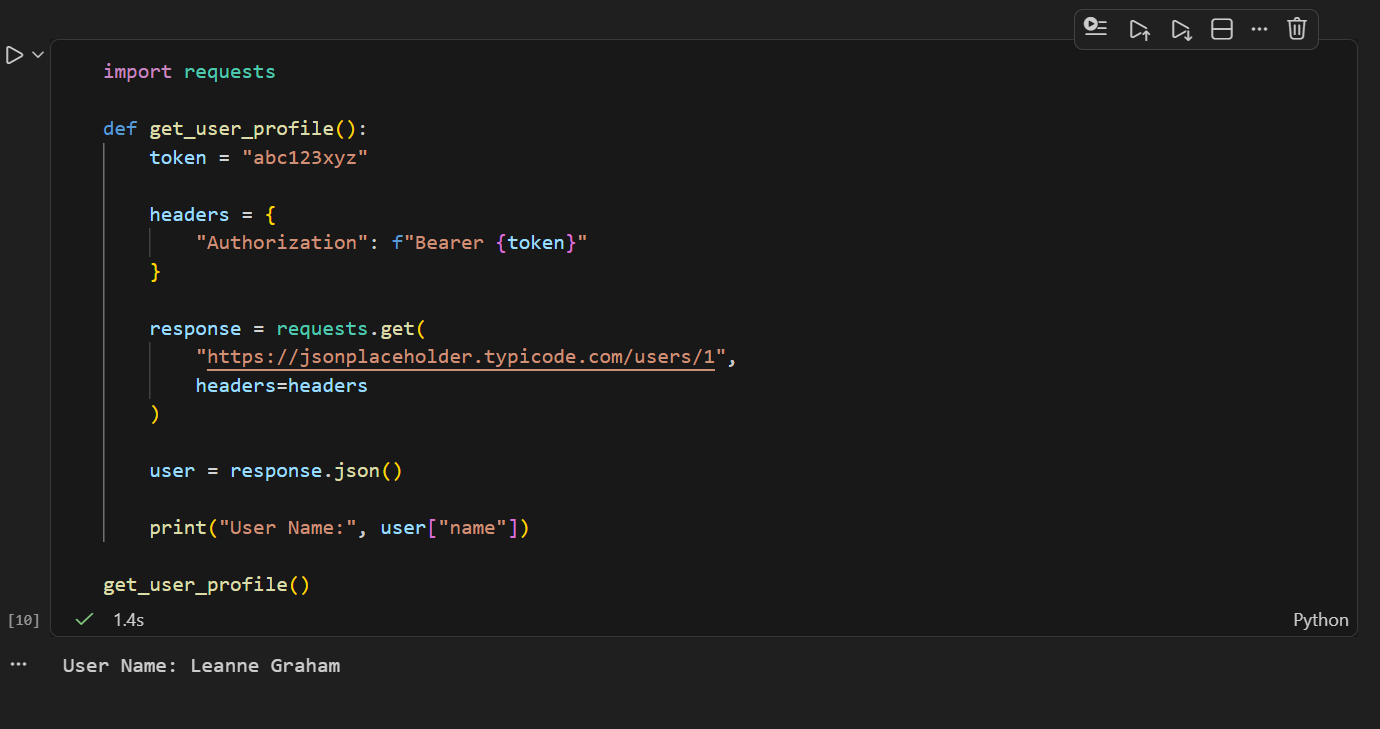 import requests
def get_user_profile():
    token = "abc123xyz"
    headers = {
        "Authorization": f"Bearer {token}"
    }
    response = requests.get(
        "https://jsonplaceholder.typicode.com/users/1",
        headers=headers
    )
    user = response.json()
    print("User Name:", user["name"])
get_user_profile()
[10] 1.4s Python
User Name: Leanne Graham